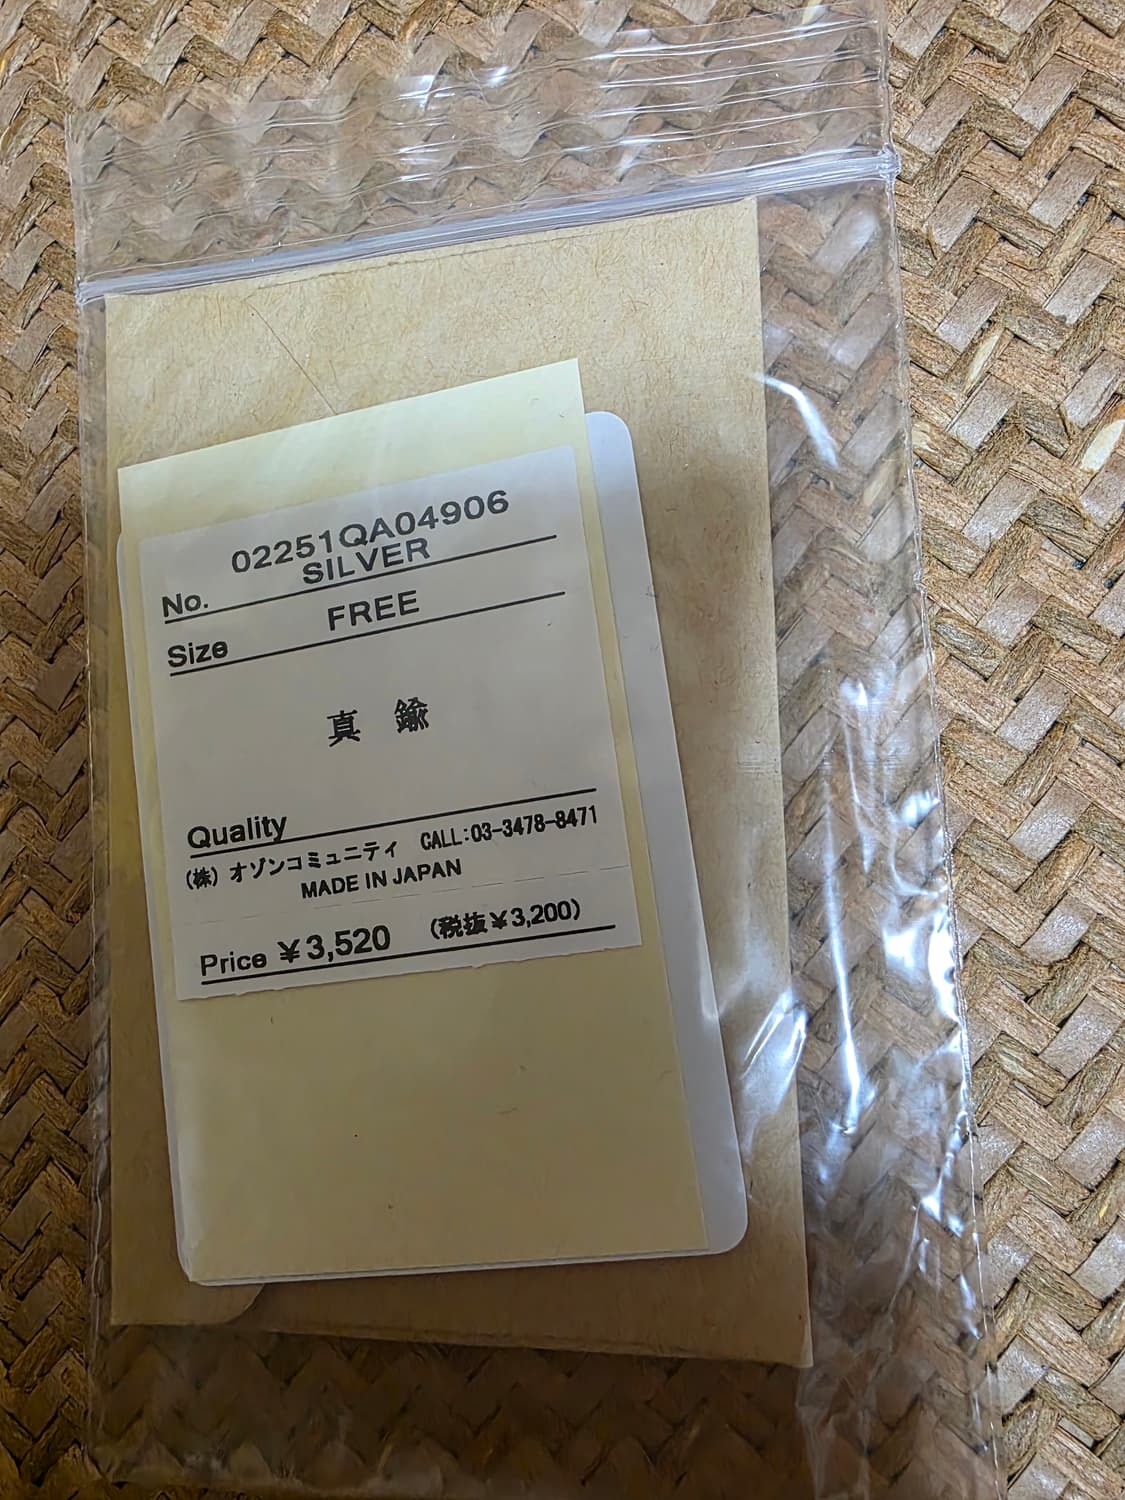 02251QA04906
No. SILVER
Size FREE
真 鍮
Quality
(株) オゾンコミュニティ CALL:03-3478-8471
MADE IN JAPAN
Price ¥3,520 (税抜¥3,200)